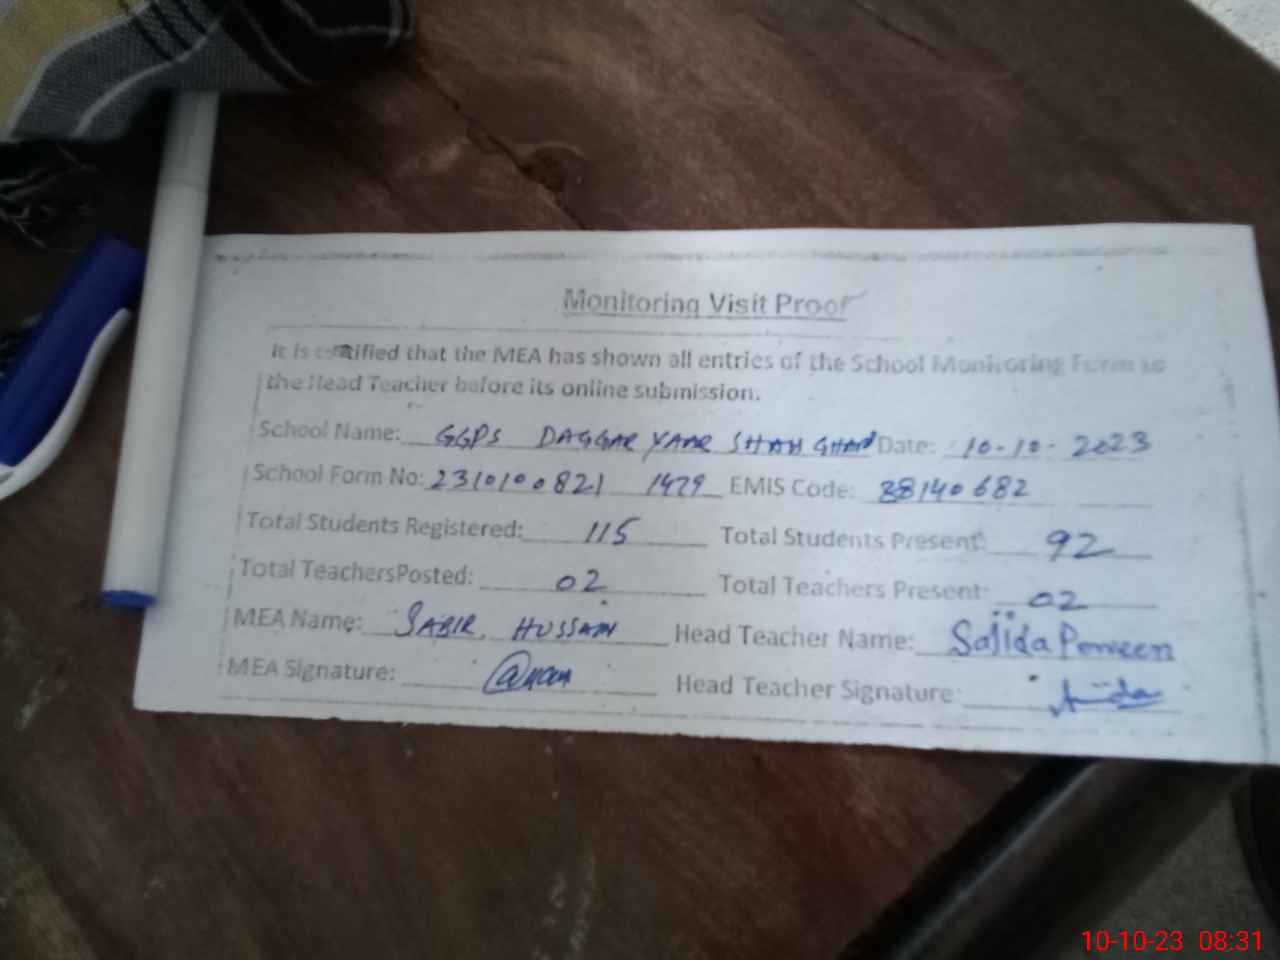 Monitoring Visit Proof
It is certified that the MEA has shown all entries of the School Monitoring Form to
the Head Teacher before its online submission.
School Name: GGPS DAGGAR YAAR SHAH GHARBI Date: 10-10-2023
School Form No: 2310100821 1479 EMIS Code: 38140682
Total Students Registered: 115 Total Students Present: 92
Total TeachersPosted: 02 Total Teachers Present: 02
MEA Name: SABIR HUSSAIN Head Teacher Name: Sajida Perveen
MEA Signature: Head Teacher Signature:
10-10-23 08:31